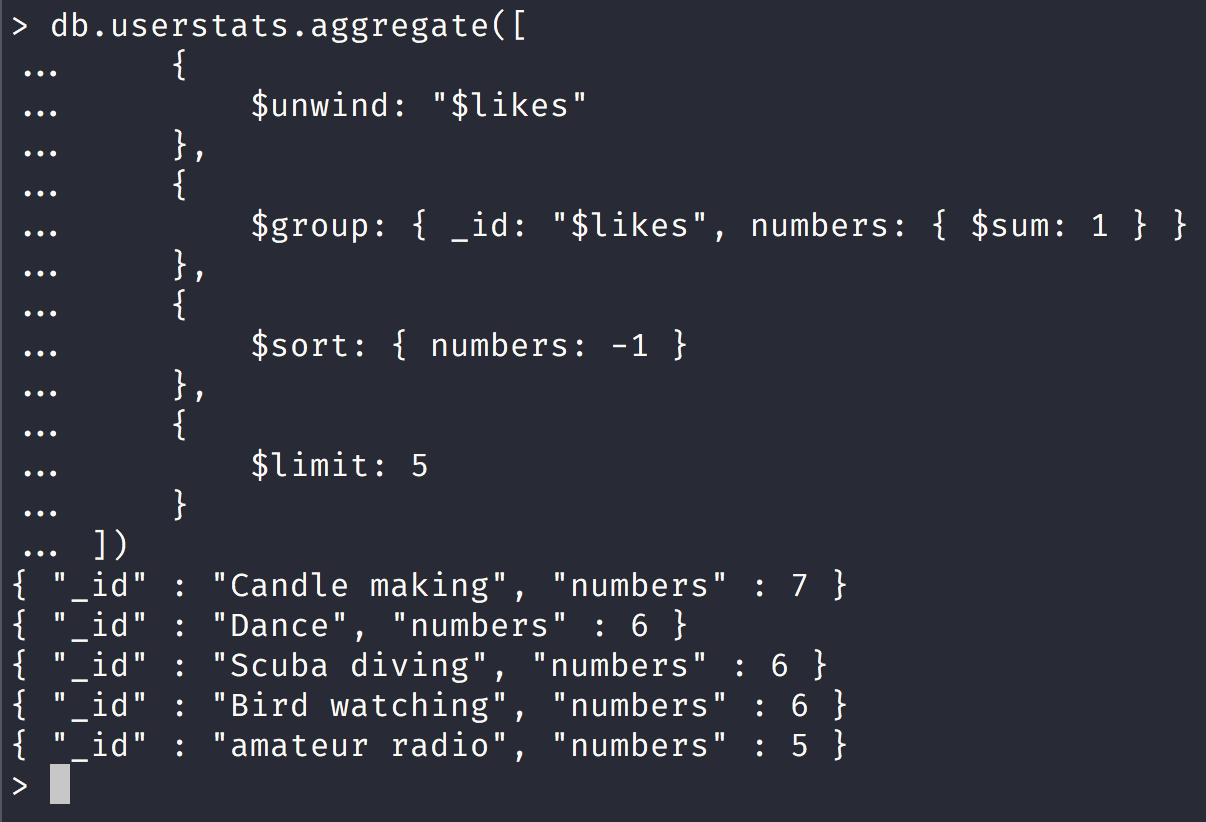 > db.userstats.aggregate([
...      {
...          $unwind: "$likes"
...      },
...      {
...          $group: { _id: "$likes", numbers: { $sum: 1 } }
...      },
...      {
...          $sort: { numbers: -1 }
...      },
...      {
...          $limit: 5
...      }
...  ])
{ "_id" : "Candle making", "numbers" : 7 }
{ "_id" : "Dance", "numbers" : 6 }
{ "_id" : "Scuba diving", "numbers" : 6 }
{ "_id" : "Bird watching", "numbers" : 6 }
{ "_id" : "amateur radio", "numbers" : 5 }
>